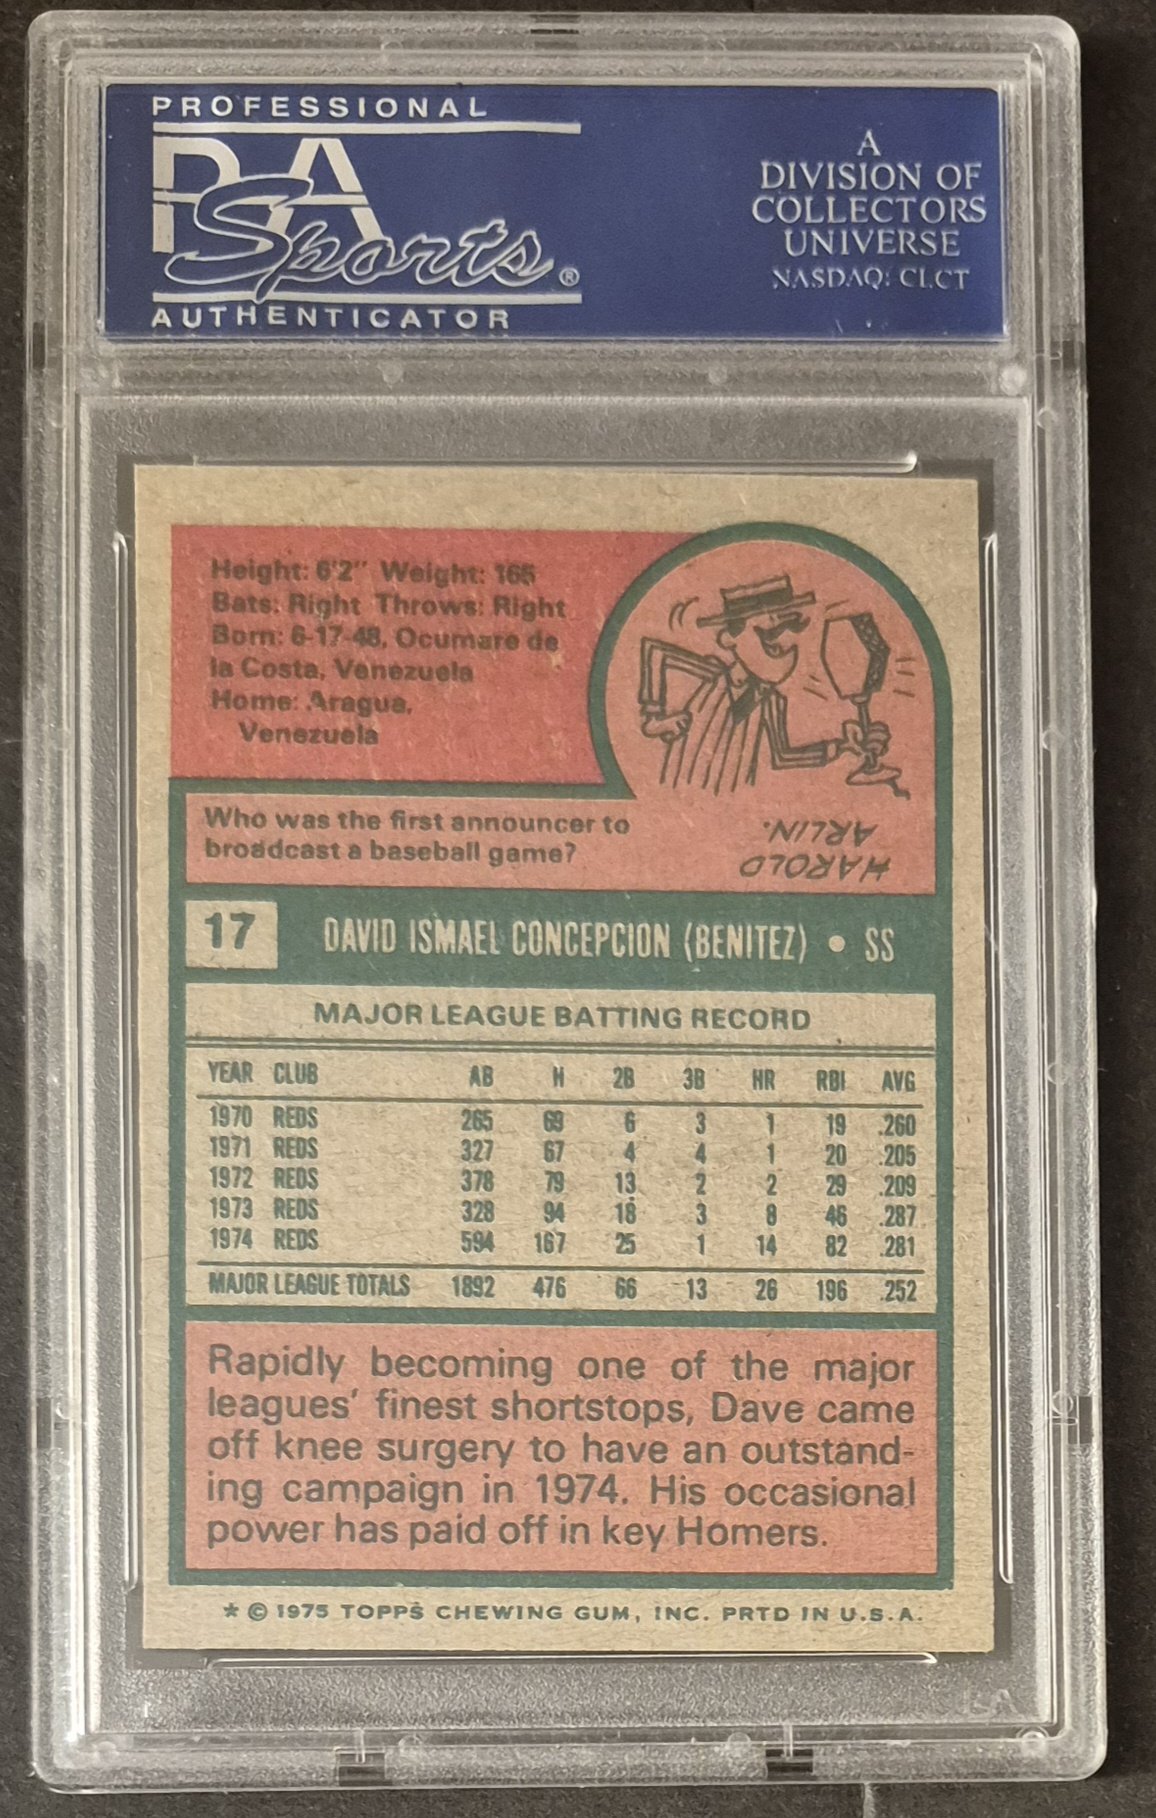 PROFESSIONAL
PSA
Sports®
AUTHENTICATOR
A
DIVISION OF
COLLECTORS
UNIVERSE
NASDAQ: CLCT
Height: 6'2" Weight: 165
Bats: Right Throws: Right
Born: 6-17-48, Ocumare de
la Costa, Venezuela
Home: Aragua,
Venezuela
Who was the first announcer to
broadcast a baseball game?
HAROLD
ARLIN.
17 DAVID ISMAEL CONCEPCION (BENITEZ) • SS
MAJOR LEAGUE BATTING RECORD
YEAR CLUB AB H 2B 3B HR RBI AVG
1970 REDS 265 69 6 3 1 19 .260
1971 REDS 327 67 4 4 1 20 .205
1972 REDS 378 79 13 2 2 29 .209
1973 REDS 328 94 18 3 8 46 .287
1974 REDS 594 167 25 1 14 82 .281
MAJOR LEAGUE TOTALS 1892 476 66 13 26 196 .252
Rapidly becoming one of the major
leagues' finest shortstops, Dave came
off knee surgery to have an outstand-
ing campaign in 1974. His occasional
power has paid off in key Homers.
* © 1975 TOPPS CHEWING GUM, INC. PRTD IN U.S.A.